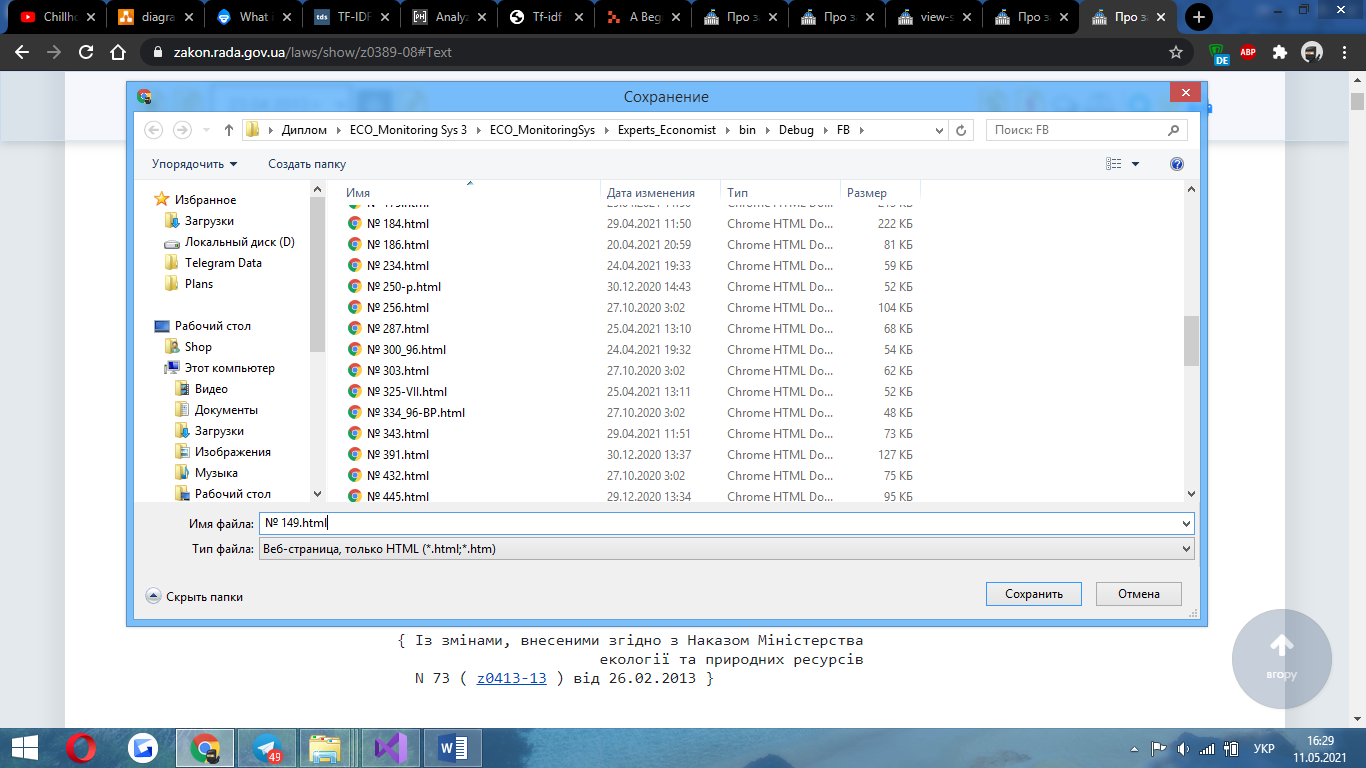 Chillho
diagra
What i
tds TF-IDF
PH Analyz
Tf-idf
A Beg
Про з
Про за
view-s
Про за
Про за
zakon.rada.gov.ua/laws/show/z0389-08#Text
DE
ABP
Сохранение
Диплом ECO_Monitoring Sys 3 ECO_MonitoringSys Experts_Economist bin Debug FB
Поиск: FB
Упорядочить Создать папку
Избранное
Загрузки
Локальный диск (D)
Telegram Data
Plans
Рабочий стол
Shop
Этот компьютер
Видео
Документы
Загрузки
Изображения
Музыка
Рабочий стол
Имя Дата изменения Тип Размер
№ 184.html 29.04.2021 11:50 Chrome HTML Do... 222 КБ
№ 186.html 20.04.2021 20:59 Chrome HTML Do... 81 КБ
№ 234.html 24.04.2021 19:33 Chrome HTML Do... 59 КБ
№ 250-р.html 30.12.2020 14:43 Chrome HTML Do... 52 КБ
№ 256.html 27.10.2020 3:02 Chrome HTML Do... 104 КБ
№ 287.html 25.04.2021 13:10 Chrome HTML Do... 68 КБ
№ 300_96.html 24.04.2021 19:32 Chrome HTML Do... 54 КБ
№ 303.html 27.10.2020 3:02 Chrome HTML Do... 62 КБ
№ 325-VII.html 25.04.2021 13:11 Chrome HTML Do... 52 КБ
№ 334_96-ВР.html 27.10.2020 3:02 Chrome HTML Do... 48 КБ
№ 343.html 29.04.2021 11:51 Chrome HTML Do... 73 КБ
№ 391.html 30.12.2020 13:37 Chrome HTML Do... 127 КБ
№ 432.html 27.10.2020 3:02 Chrome HTML Do... 75 КБ
№ 445.html 29.12.2020 13:34 Chrome HTML Do... 95 КБ
Имя файла: № 149.html
Тип файла: Веб-страница, только HTML (*.html;*.htm)
Скрыть папки
Сохранить
Отмена
{ Із змінами, внесеними згідно з Наказом Міністерства
екології та природних ресурсів
N 73 ( z0413-13 ) від 26.02.2013 }
вгору
49
УКР
16:29
11.05.2021